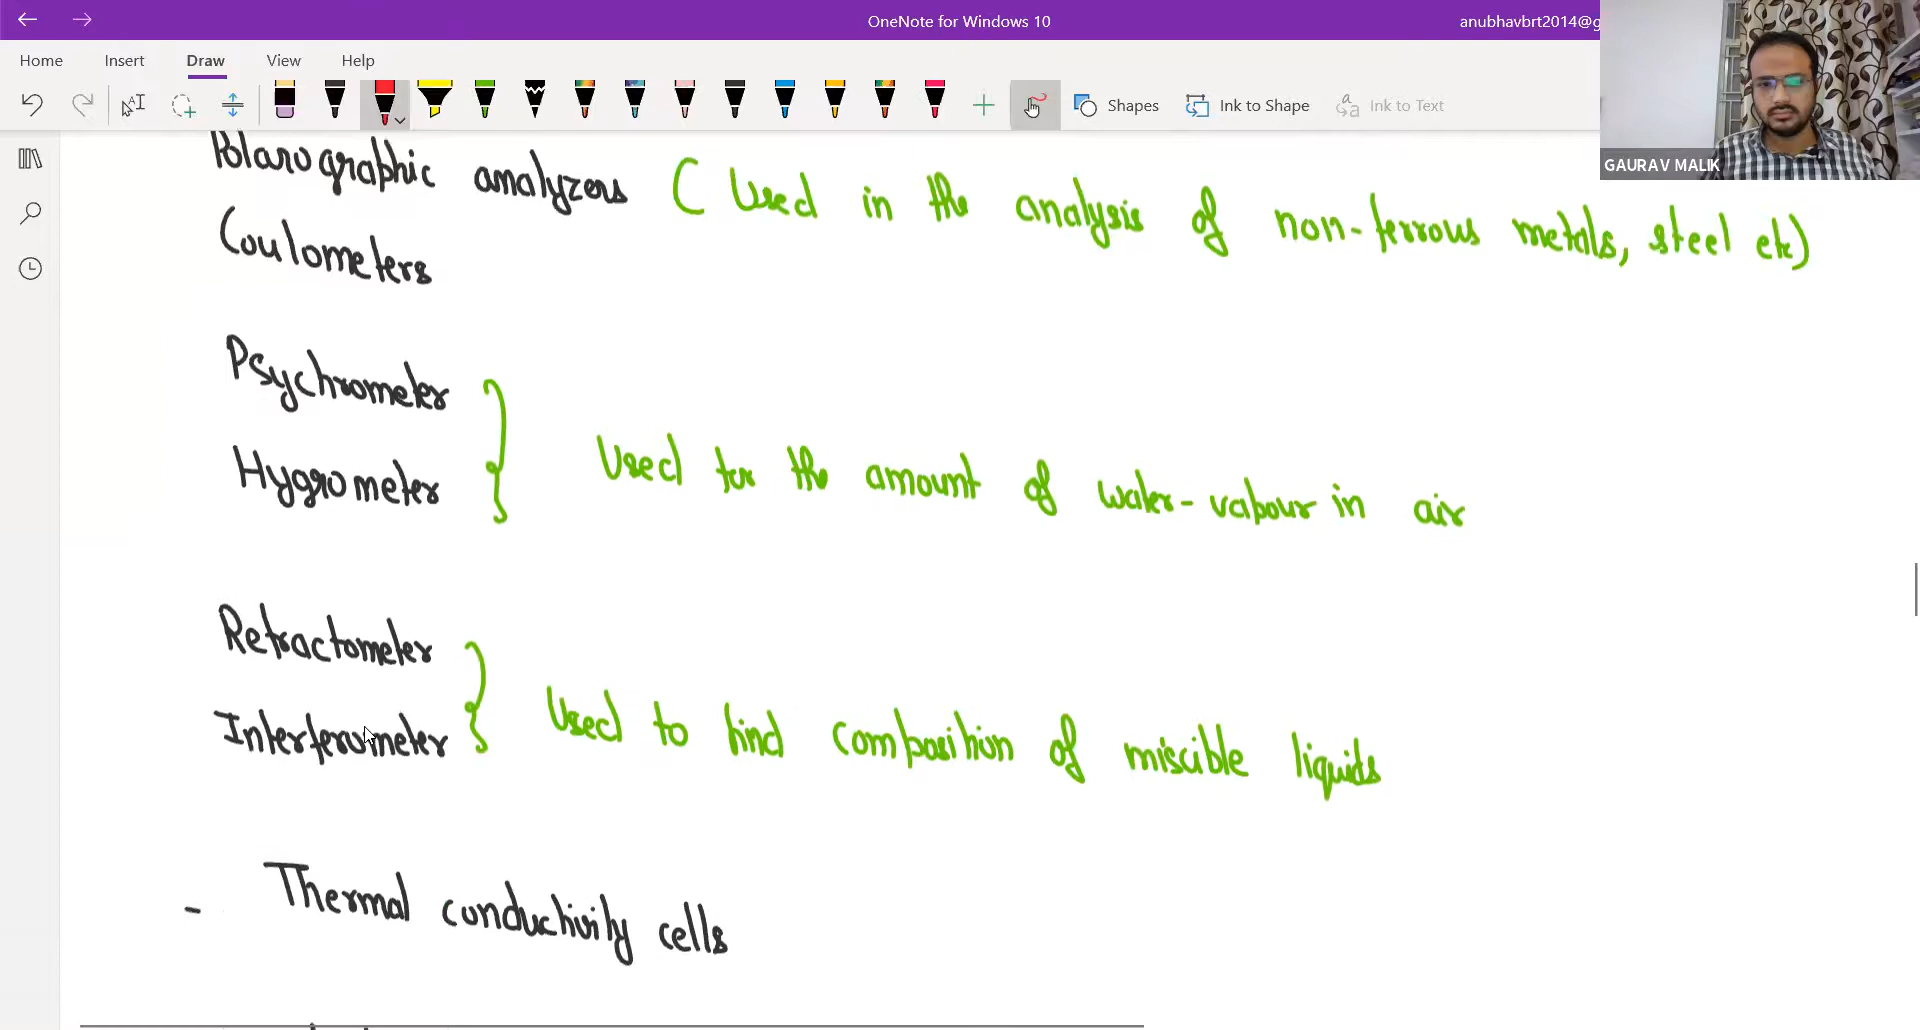 OneNote for Windows 10
anubhavbrt2014@g
Home Insert Draw View Help
Shapes Ink to Shape Ink to Text
GAURAV MALIK
Polarographic analyzers (Used in the analysis of non-ferrous metals, steel etc)
Coulometers
Psychrometer
Hygrometer
Used for the amount of water-vapour in air
Refractometer
Interferometer
Used to find composition of miscible liquids
- Thermal conductivity cells